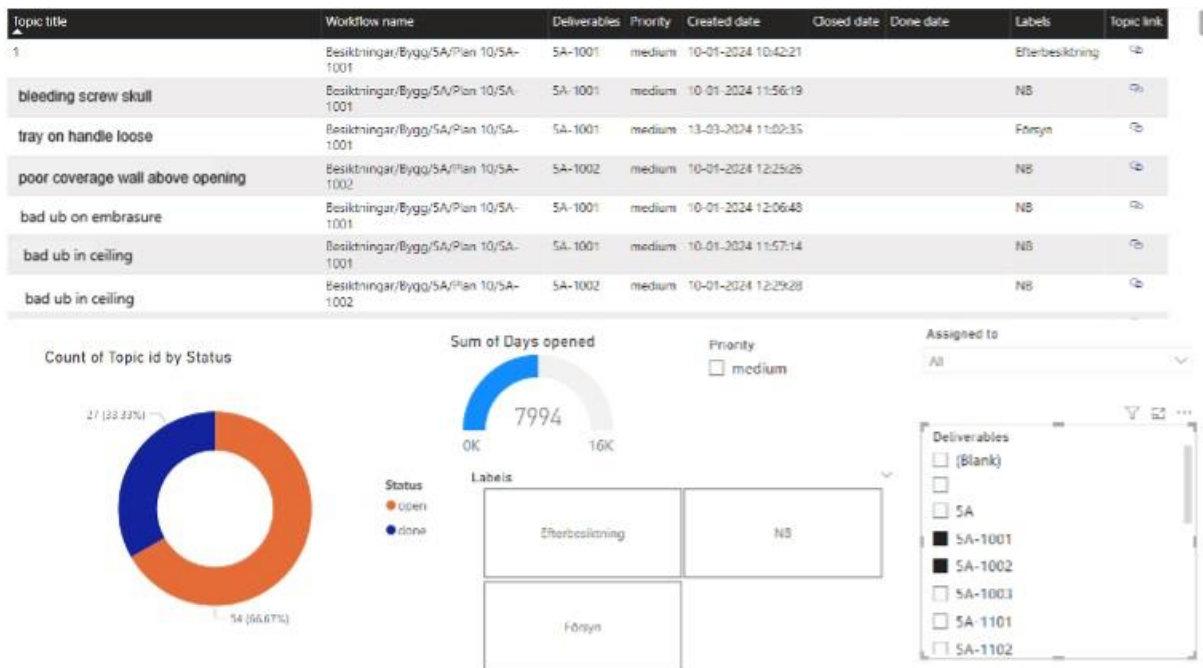 Topic title Workflow name Deliverables Priority Created date Closed date Done date Labels Topic link
1 Besiktningar/Bygg/5A/Plan 10/5A-1001 5A-1001 medium 10-01-2024 10:42:21 Efterbesiktning
bleeding screw skull Besiktningar/Bygg/5A/Plan 10/5A-1001 5A-1001 medium 10-01-2024 11:56:19 NB
tray on handle loose Besiktningar/Bygg/5A/Plan 10/5A-1001 5A-1001 medium 13-03-2024 11:02:35 Försyn
poor coverage wall above opening Besiktningar/Bygg/5A/Plan 10/5A-1002 5A-1002 medium 10-01-2024 12:25:26 NB
bad ub on embrasure Besiktningar/Bygg/5A/Plan 10/5A-1001 5A-1001 medium 10-01-2024 12:06:48 NB
bad ub in ceiling Besiktningar/Bygg/5A/Plan 10/5A-1001 5A-1001 medium 10-01-2024 11:57:14 NB
bad ub in ceiling Besiktningar/Bygg/5A/Plan 10/5A-1002 5A-1002 medium 10-01-2024 12:29:28 NB
Count of Topic id by Status
27 (33.33%)
54 (66.67%)
Status
open
done
Sum of Days opened
7994
0K 16K
Priority
medium
Assigned to
All
Labels
Efterbesiktning NB
Försyn
Deliverables
(Blank)
5A
5A-1001
5A-1002
5A-1003
5A-1101
5A-1102